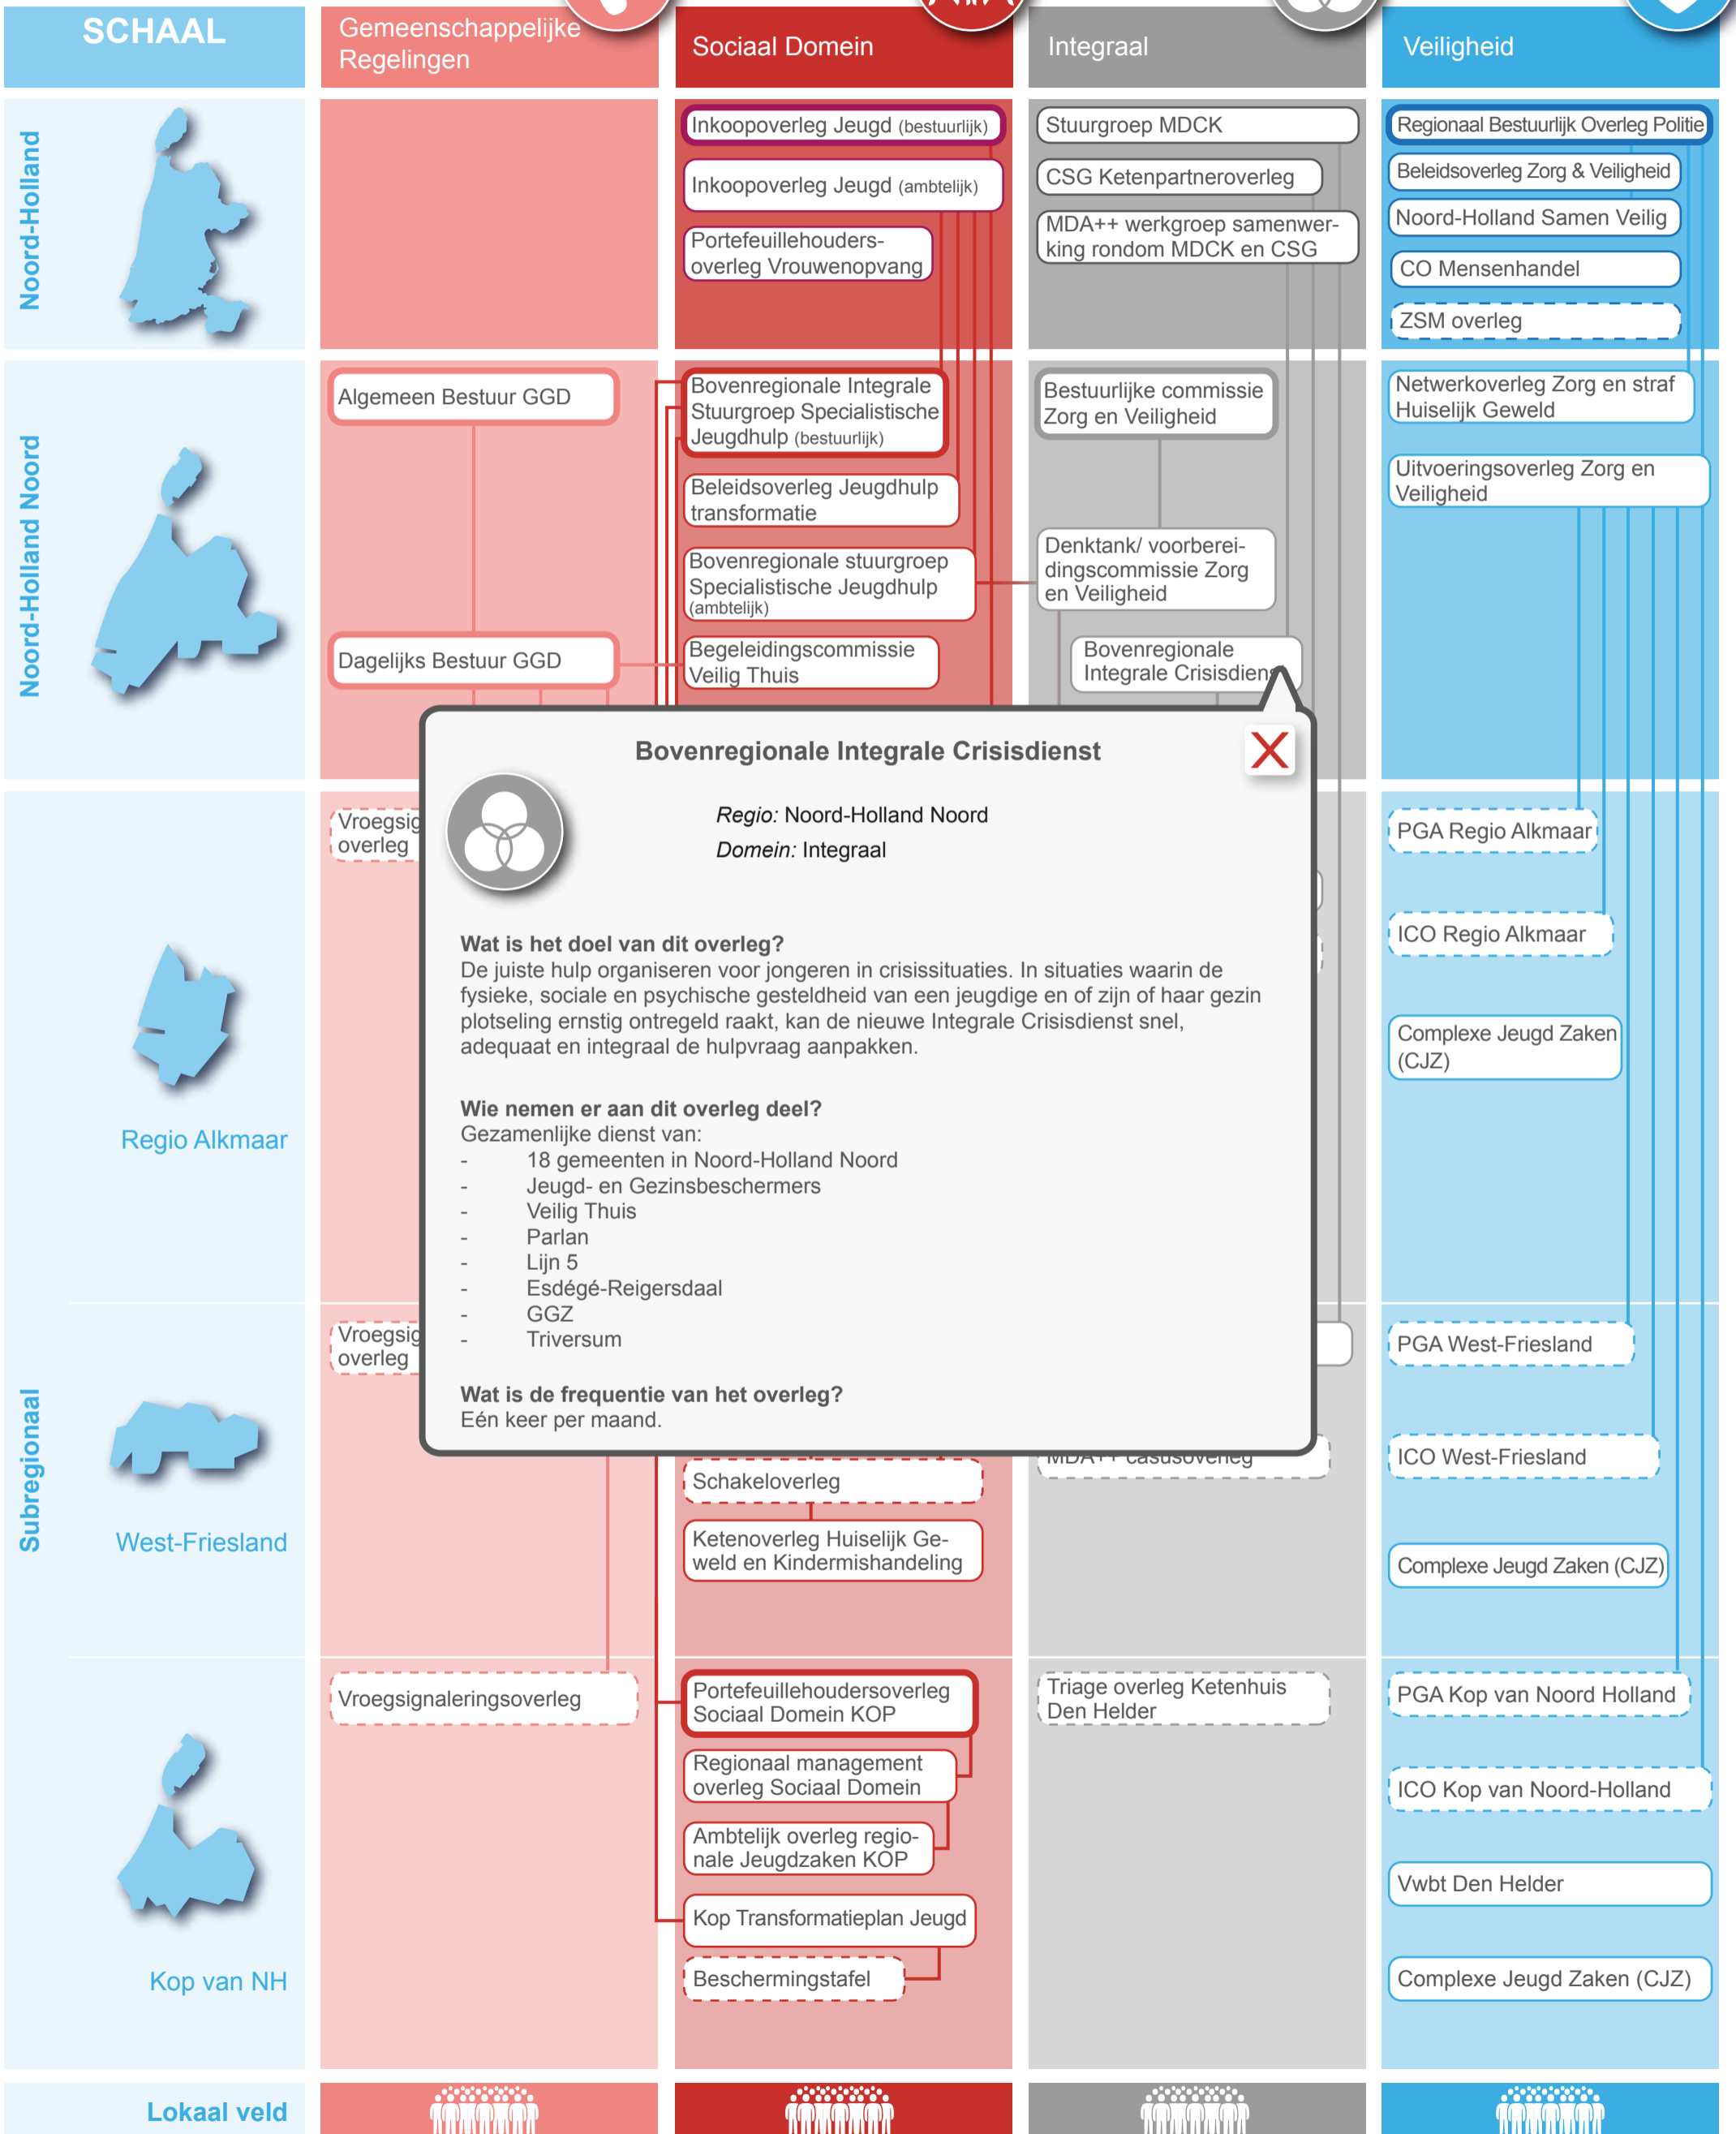 SCHAAL
Gemeenschappelijke
Regelingen
Sociaal Domein
Integraal
Veiligheid
Noord-Holland
Inkoopoverleg Jeugd (bestuurlijk)
Inkoopoverleg Jeugd (ambtelijk)
Portefeuillehouders-
overleg Vrouwenopvang
Stuurgroep MDCK
CSG Ketenpartneroverleg
MDA++ werkgroep samenwer-
king rondom MDCK en CSG
Regionaal Bestuurlijk Overleg Politie
Beleidsoverleg Zorg & Veiligheid
Noord-Holland Samen Veilig
CO Mensenhandel
ZSM overleg
Noord-Holland Noord
Algemeen Bestuur GGD
Dagelijks Bestuur GGD
Bovenregionale Integrale
Stuurgroep Specialistische
Jeugdhulp (bestuurlijk)
Beleidsoverleg Jeugdhulp
transformatie
Bovenregionale stuurgroep
Specialistische Jeugdhulp
(ambtelijk)
Begeleidingscommissie
Veilig Thuis
Bestuurlijke commissie
Zorg en Veiligheid
Denktank/ voorberei-
dingscommissie Zorg
en Veiligheid
Bovenregionale
Integrale Crisisdiens
Netwerkoverleg Zorg en straf
Huiselijk Geweld
Uitvoeringsoverleg Zorg en
Veiligheid
Bovenregionale Integrale Crisisdienst
X
Regio: Noord-Holland Noord
Domein: Integraal
Wat is het doel van dit overleg?
De juiste hulp organiseren voor jongeren in crisissituaties. In situaties waarin de
fysieke, sociale en psychische gesteldheid van een jeugdige en of zijn of haar gezin
plotseling ernstig ontregeld raakt, kan de nieuwe Integrale Crisisdienst snel,
adequaat en integraal de hulpvraag aanpakken.
Wie nemen er aan dit overleg deel?
Gezamenlijke dienst van:
- 18 gemeenten in Noord-Holland Noord
- Jeugd- en Gezinsbeschermers
- Veilig Thuis
- Parlan
- Lijn 5
- Esdégé-Reigersdaal
- GGZ
- Triversum
Wat is de frequentie van het overleg?
Eén keer per maand.
Subregionaal
Regio Alkmaar
Vroegsig
overleg
PGA Regio Alkmaar
ICO Regio Alkmaar
Complexe Jeugd Zaken
(CJZ)
West-Friesland
Vroegsig
overleg
Schakeloverleg
Ketenoverleg Huiselijk Ge-
weld en Kindermishandeling
MDA++ casusoverleg
PGA West-Friesland
ICO West-Friesland
Complexe Jeugd Zaken (CJZ)
Kop van NH
Vroegsignaleringsoverleg
Portefeuillehoudersoverleg
Sociaal Domein KOP
Regionaal management
overleg Sociaal Domein
Ambtelijk overleg regio-
nale Jeugdzaken KOP
Kop Transformatieplan Jeugd
Beschermingstafel
Triage overleg Ketenhuis
Den Helder
PGA Kop van Noord Holland
ICO Kop van Noord-Holland
Vwbt Den Helder
Complexe Jeugd Zaken (CJZ)
Lokaal veld